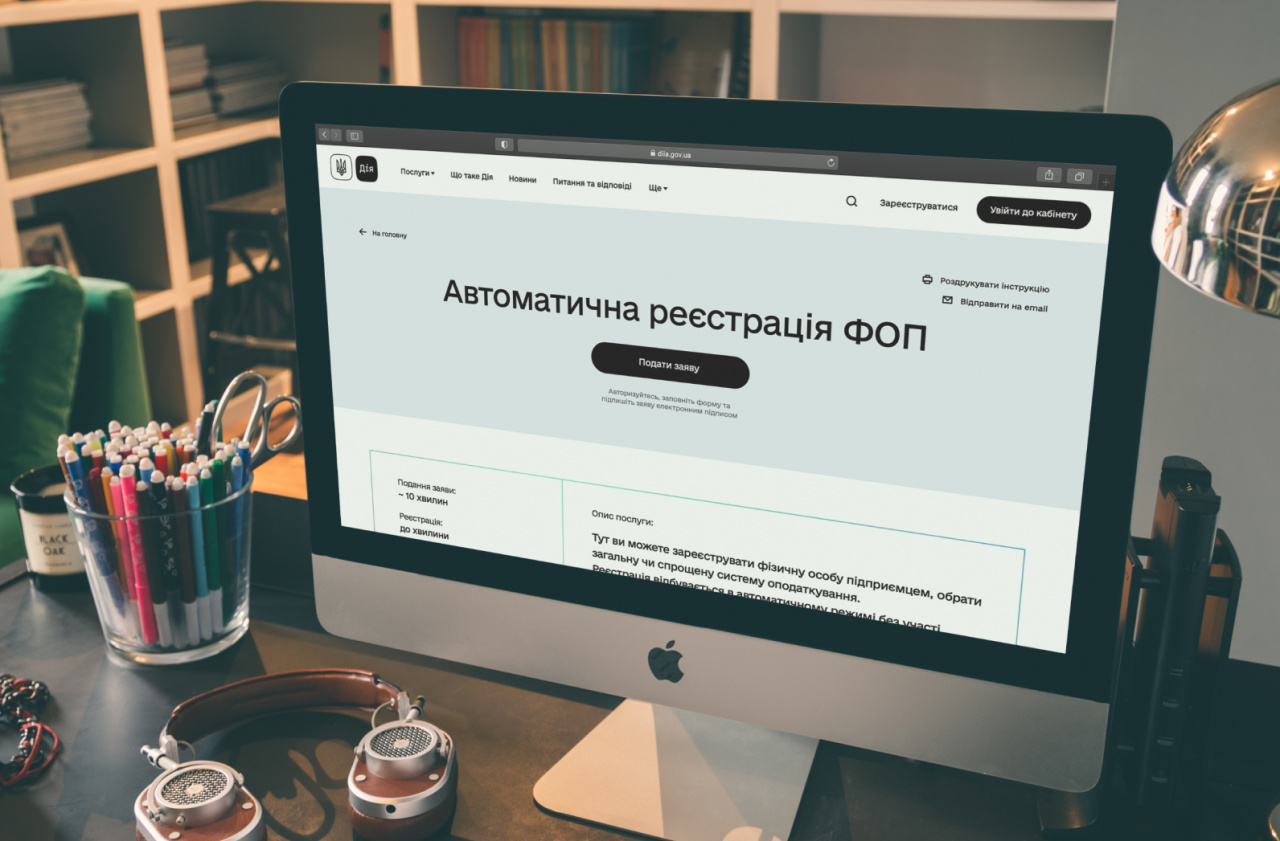 diia.gov.ua
Дія
Послуги
Що таке Дія
Новини
Питання та відповіді
Ще
Зареєструватися
Увійти до кабінету
На головну
Роздрукувати інструкцію
Відправити на email
Автоматична реєстрація ФОП
Подати заяву
Авторизуйтесь, заповніть форму та
підпишіть заяву електронним підписом
Подання заяви:
~ 10 хвилин
Реєстрація:
до хвилини
Опис послуги:
Тут ви можете зареєструвати фізичну особу підприємцем, обрати
загальну чи спрощену систему оподаткування.
Реєстрація відбувається в автоматичному режимі без участі
BLACK
OAK